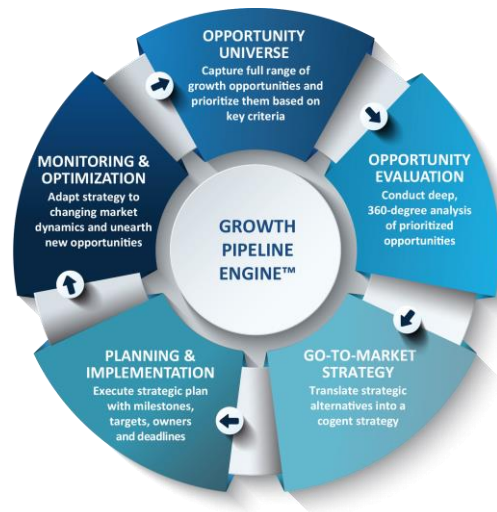 OPPORTUNITY
UNIVERSE
Capture full range of
growth opportunities and
prioritize them based on
key criteria
OPPORTUNITY
EVALUATION
Conduct deep,
360-degree analysis
of prioritized
opportunities
GO-TO-MARKET
STRATEGY
Translate strategic
alternatives into a
cogent strategy
PLANNING &
IMPLEMENTATION
Execute strategic plan
with milestones,
targets, owners
and deadlines
MONITORING &
OPTIMIZATION
Adapt strategy to
changing market
dynamics and unearth
new opportunities
GROWTH
PIPELINE
ENGINE™